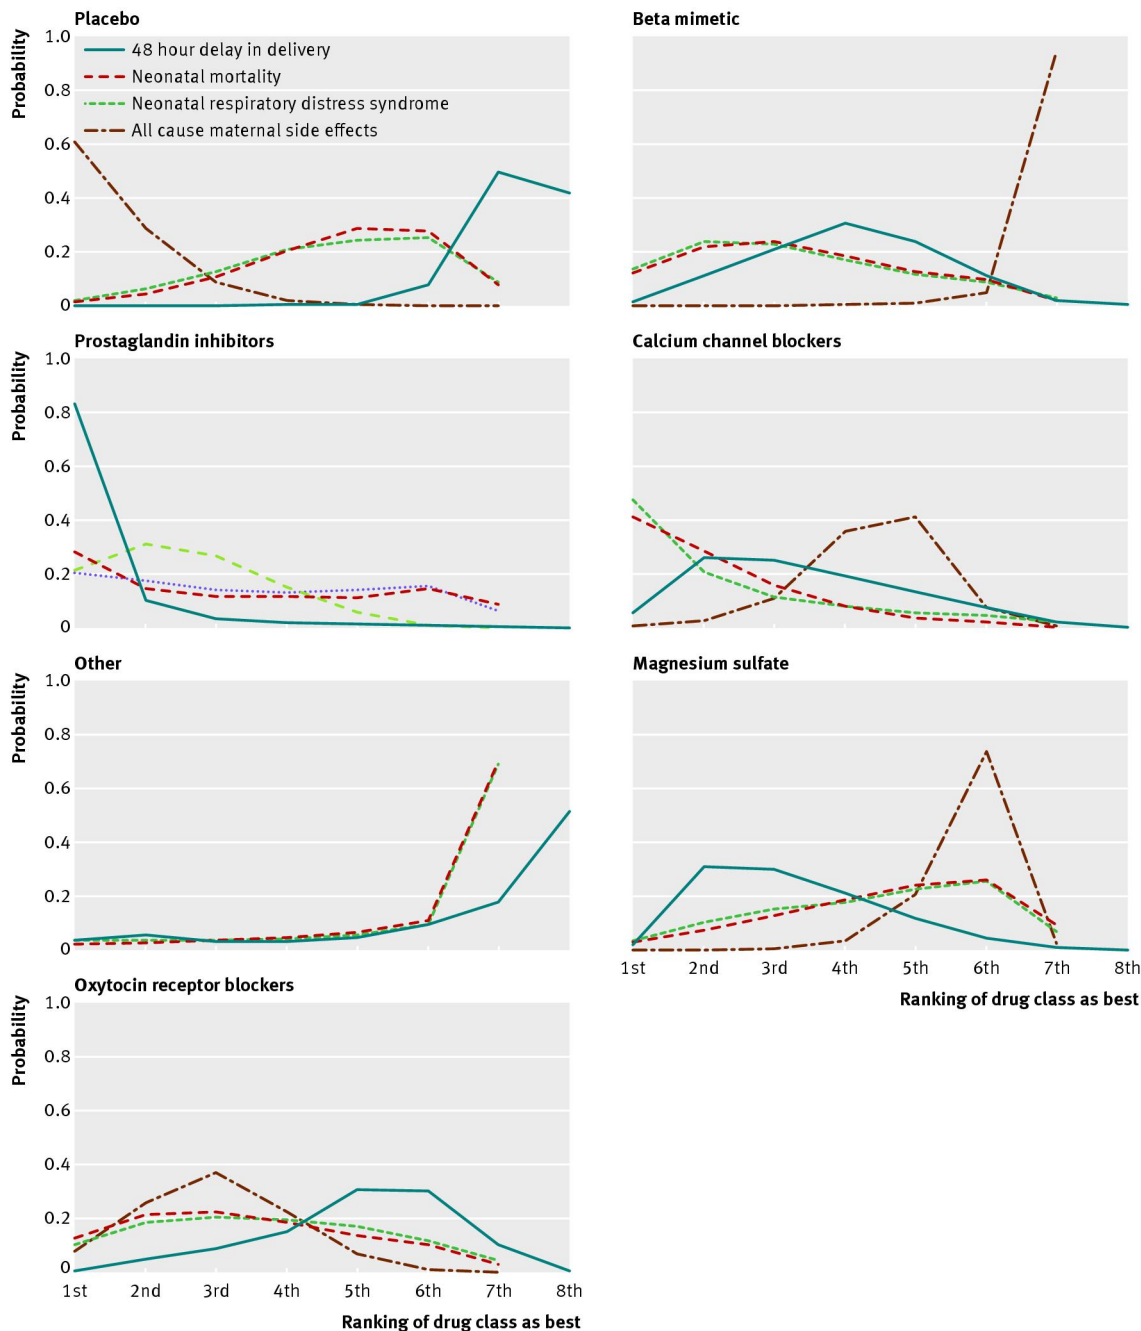 Placebo
Probability
1.0
0.8
0.6
0.4
0.2
0
48 hour delay in delivery
Neonatal mortality
Neonatal respiratory distress syndrome
All cause maternal side effects
Beta mimetic
Prostaglandin inhibitors
Probability
1.0
0.8
0.6
0.4
0.2
0
Calcium channel blockers
Other
Probability
1.0
0.8
0.6
0.4
0.2
0
Magnesium sulfate
1st 2nd 3rd 4th 5th 6th 7th 8th
Ranking of drug class as best
Oxytocin receptor blockers
Probability
1.0
0.8
0.6
0.4
0.2
0
1st 2nd 3rd 4th 5th 6th 7th 8th
Ranking of drug class as best